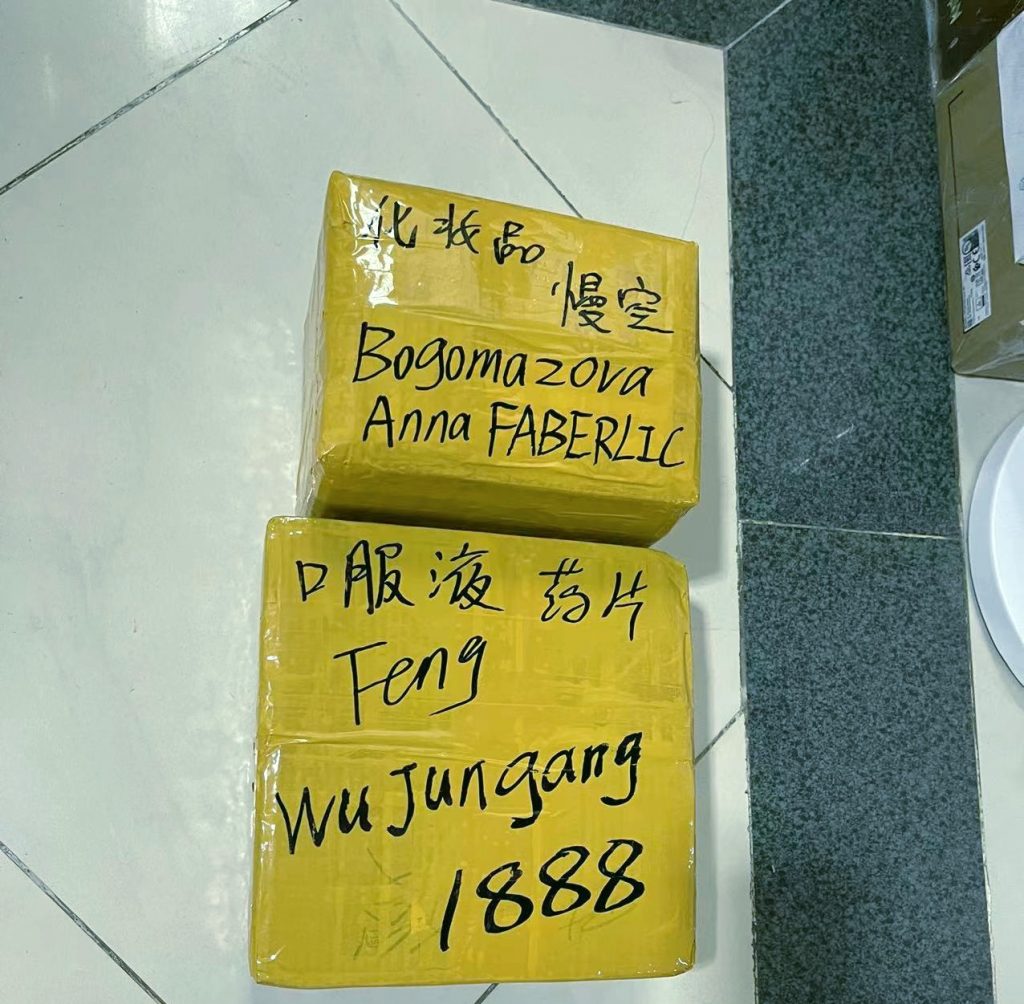 化妆品
慢空
Bogomazova
Anna FABERLIC
口服液 药片
Feng
Wu Jungang
1888